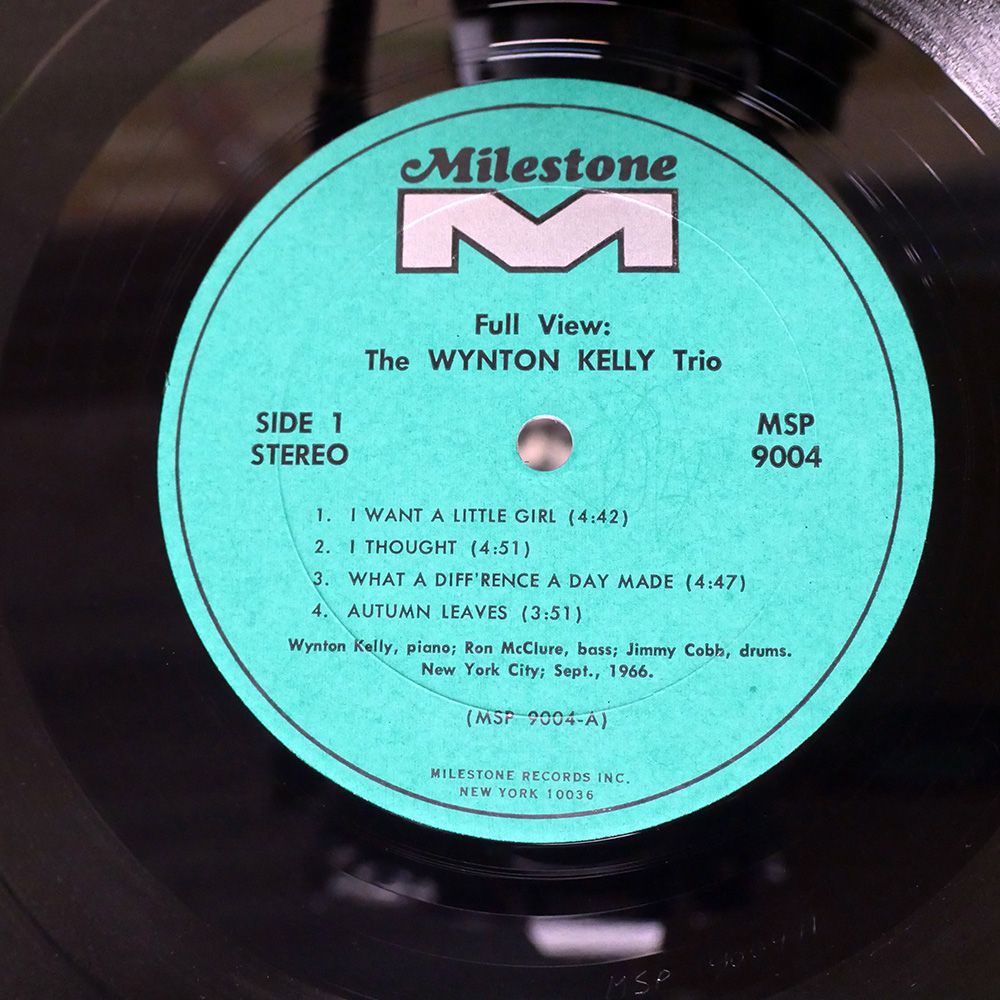 Milestone
M
Full View:
The WYNTON KELLY Trio
SIDE 1
STEREO
MSP
9004
1. I WANT A LITTLE GIRL (4:42)
2. I THOUGHT (4:51)
3. WHAT A DIFF'RENCE A DAY MADE (4:47)
4. AUTUMN LEAVES (3:51)
Wynton Kelly, piano; Ron McClure, bass; Jimmy Cobb, drums.
New York City; Sept., 1966.
(MSP 9004-A)
MILESTONE RECORDS INC.
NEW YORK 10036
MSP